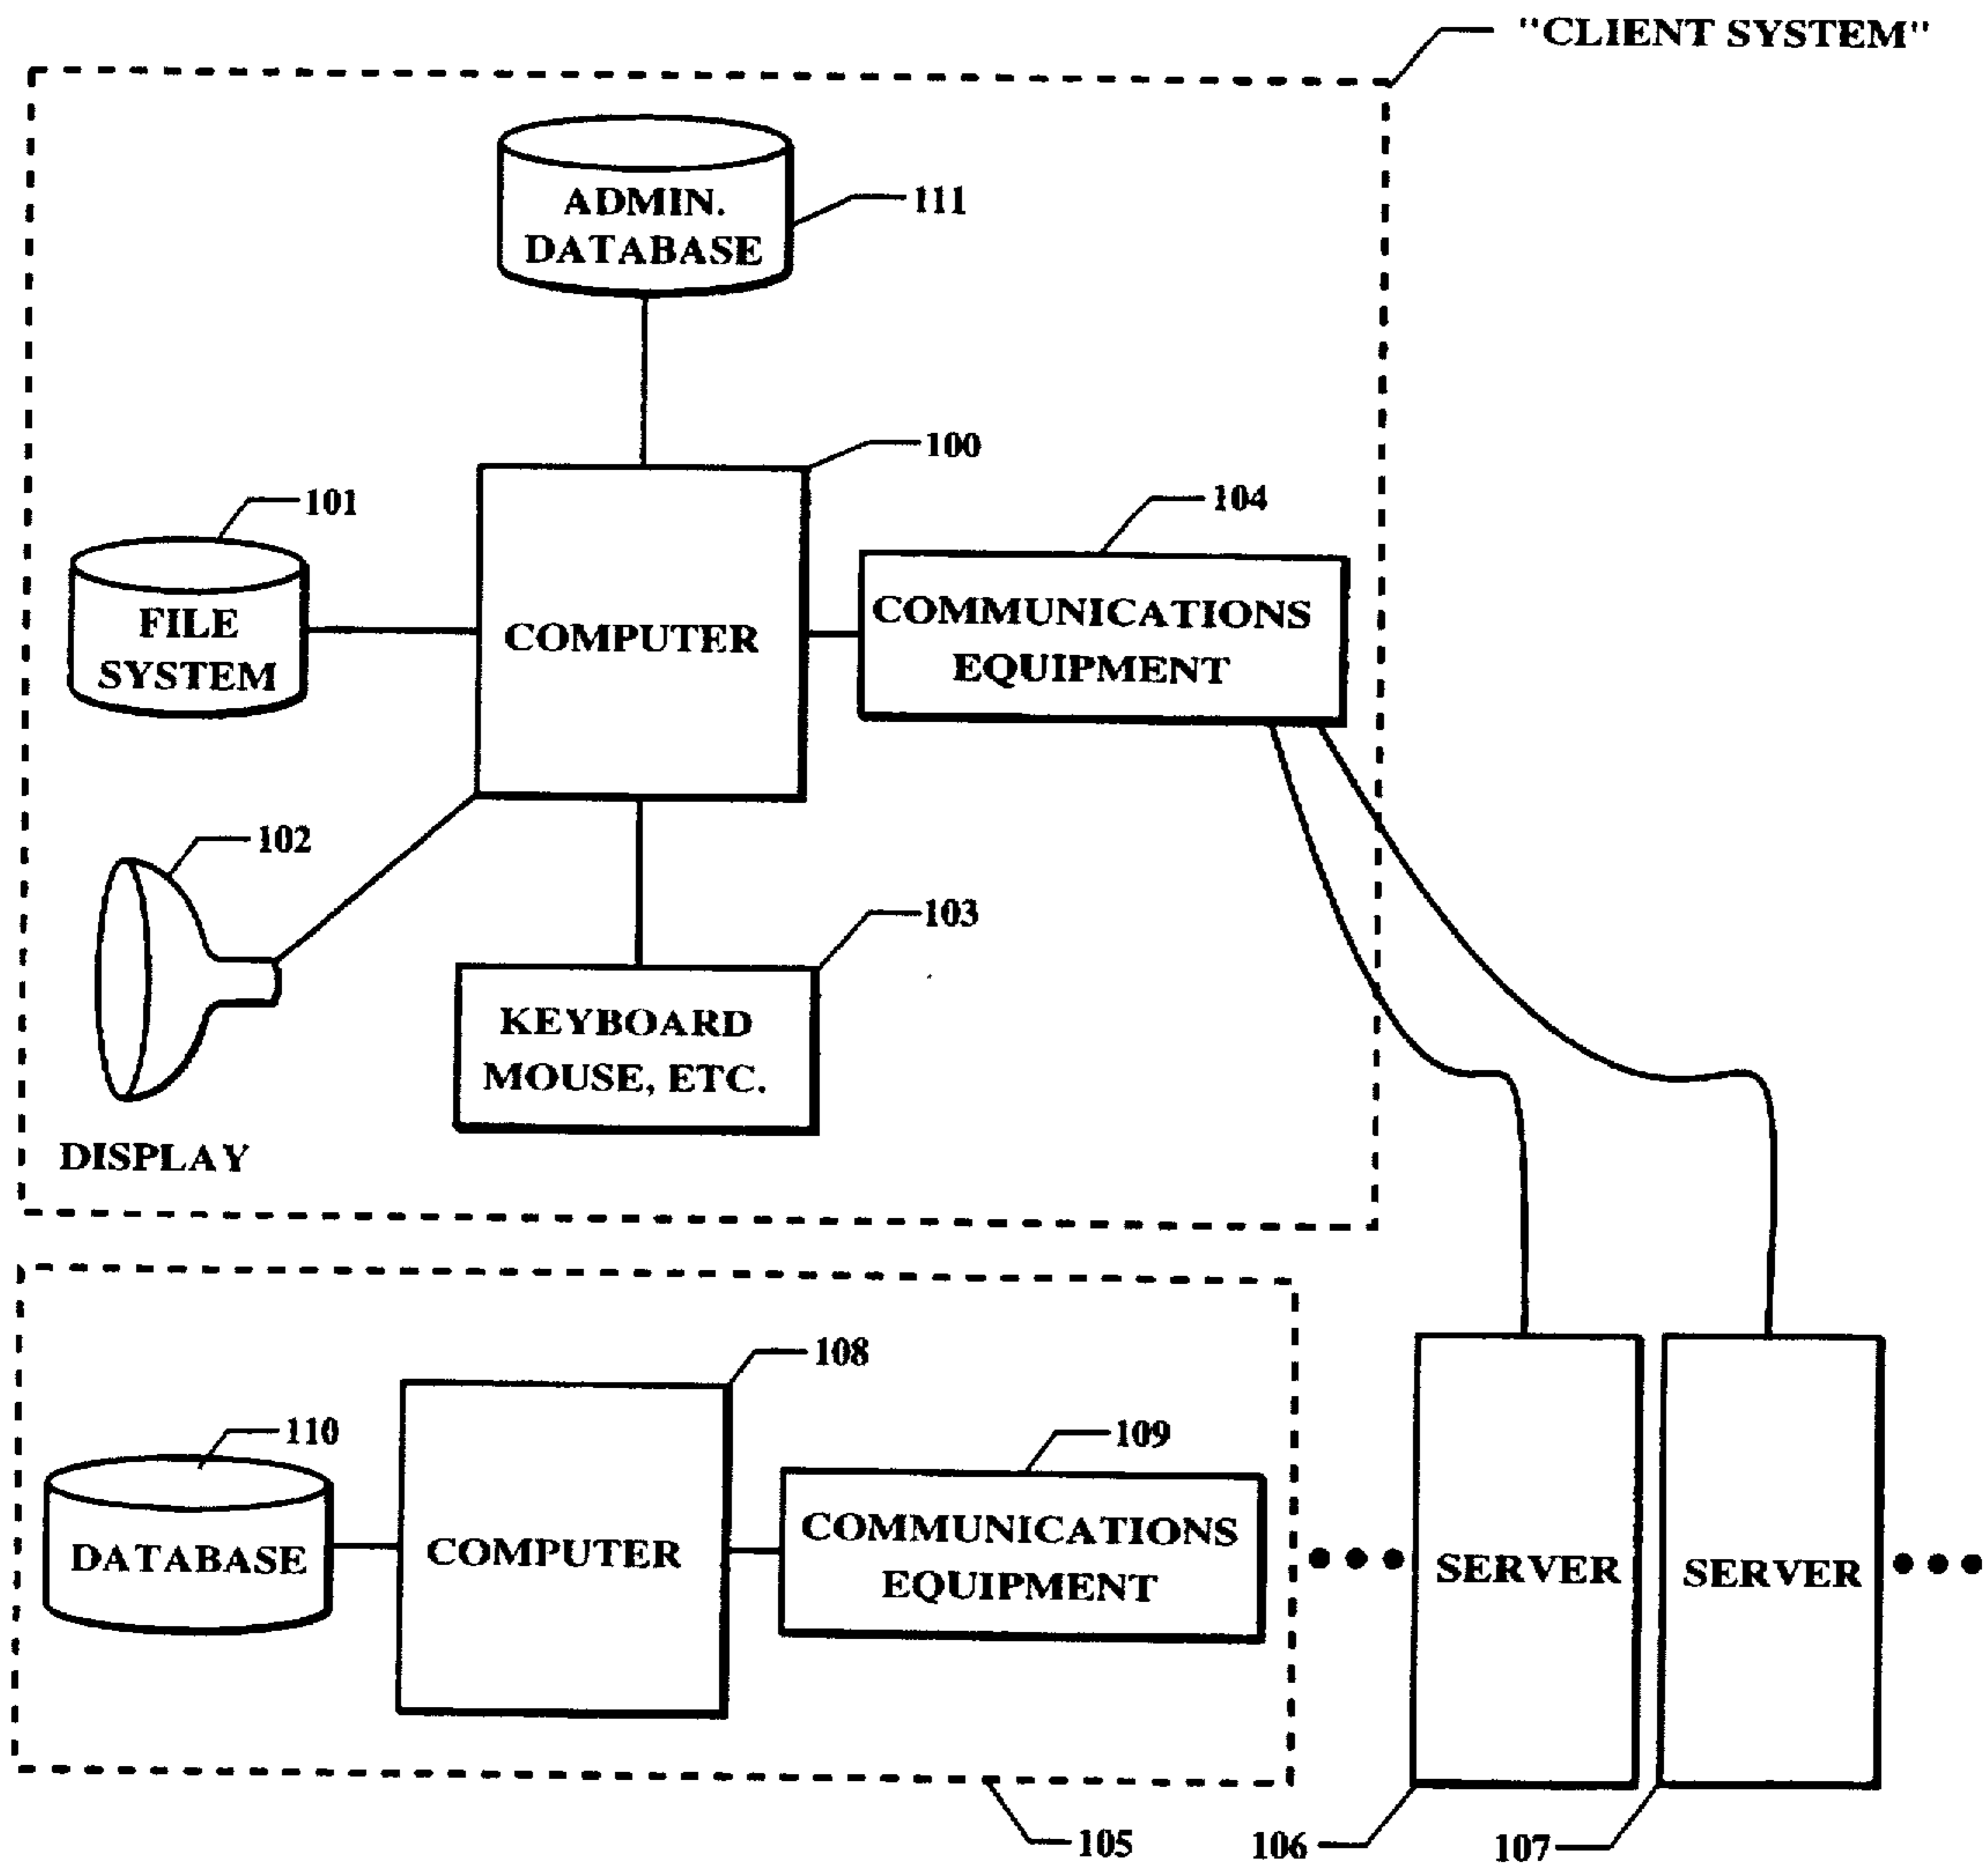 "CLIENT SYSTEM"
ADMIN.
DATABASE
111
100
101
104
FILE
SYSTEM
COMPUTER
COMMUNICATIONS
EQUIPMENT
102
103
KEYBOARD
MOUSE, ETC.
DISPLAY
108
110
109
DATABASE
COMPUTER
COMMUNICATIONS
EQUIPMENT
SERVER
SERVER
105
106
107